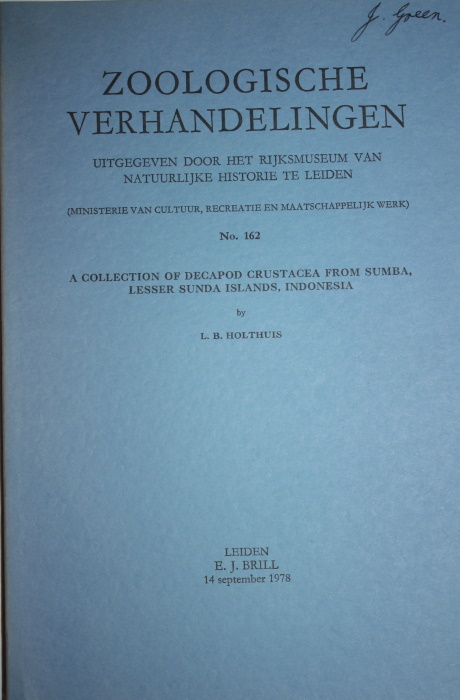 J. Green.
ZOOLOGISCHE
VERHANDELINGEN
UITGEGEVEN DOOR HET RIJKSMUSEUM VAN
NATUURLIJKE HISTORIE TE LEIDEN
(MINISTERIE VAN CULTUUR, RECREATIE EN MAATSCHAPPELIJK WERK)
No. 162
A COLLECTION OF DECAPOD CRUSTACEA FROM SUMBA,
LESSER SUNDA ISLANDS, INDONESIA
by
L. B. HOLTHUIS
LEIDEN
E. J. BRILL
14 september 1978